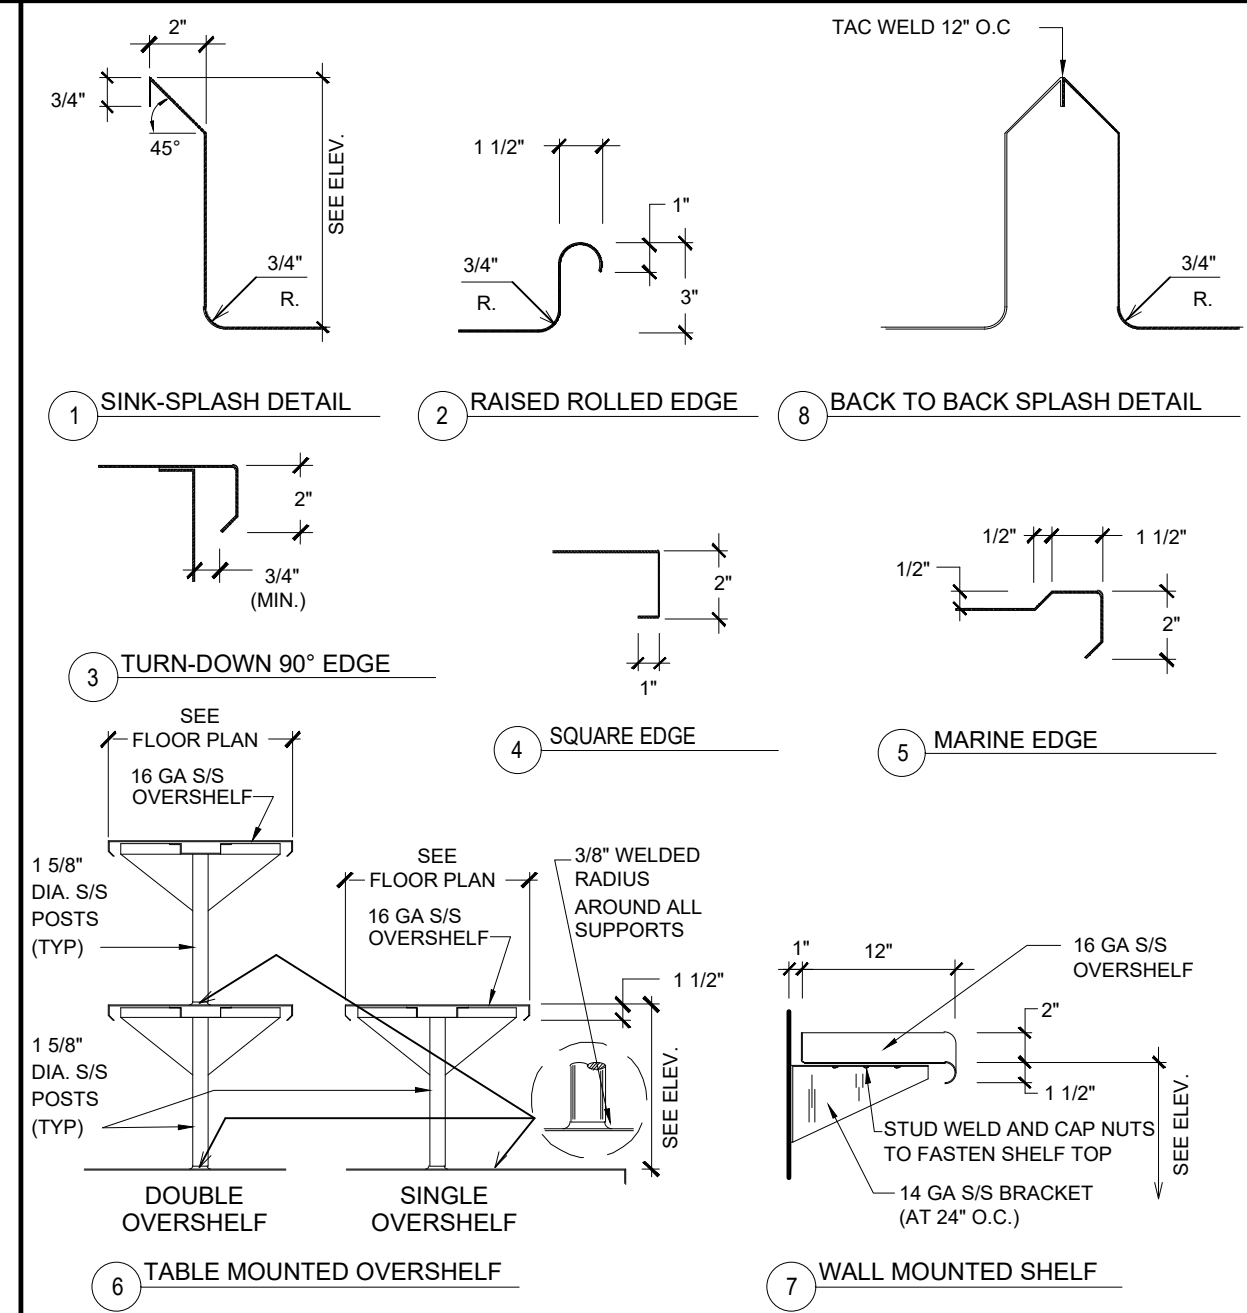 2"
3/4"
45°
SEE ELEV.
3/4"
R.
1 SINK-SPLASH DETAIL
1 1/2"
1"
3"
3/4"
R.
2 RAISED ROLLED EDGE
TAC WELD 12" O.C
3/4"
R.
8 BACK TO BACK SPLASH DETAIL
2"
3/4"
(MIN.)
3 TURN-DOWN 90° EDGE
2"
1"
4 SQUARE EDGE
1/2"
1 1/2"
1/2"
2"
5 MARINE EDGE
SEE
FLOOR PLAN
16 GA S/S
OVERSHELF
1 5/8"
DIA. S/S
POSTS
(TYP)
1 5/8"
DIA. S/S
POSTS
(TYP)
DOUBLE
OVERSHELF
SEE
FLOOR PLAN
16 GA S/S
OVERSHELF
3/8" WELDED
RADIUS
AROUND ALL
SUPPORTS
1 1/2"
SEE ELEV.
SINGLE
OVERSHELF
6 TABLE MOUNTED OVERSHELF
1"
12"
16 GA S/S
OVERSHELF
2"
1 1/2"
SEE ELEV.
STUD WELD AND CAP NUTS
TO FASTEN SHELF TOP
14 GA S/S BRACKET
(AT 24" O.C.)
7 WALL MOUNTED SHELF